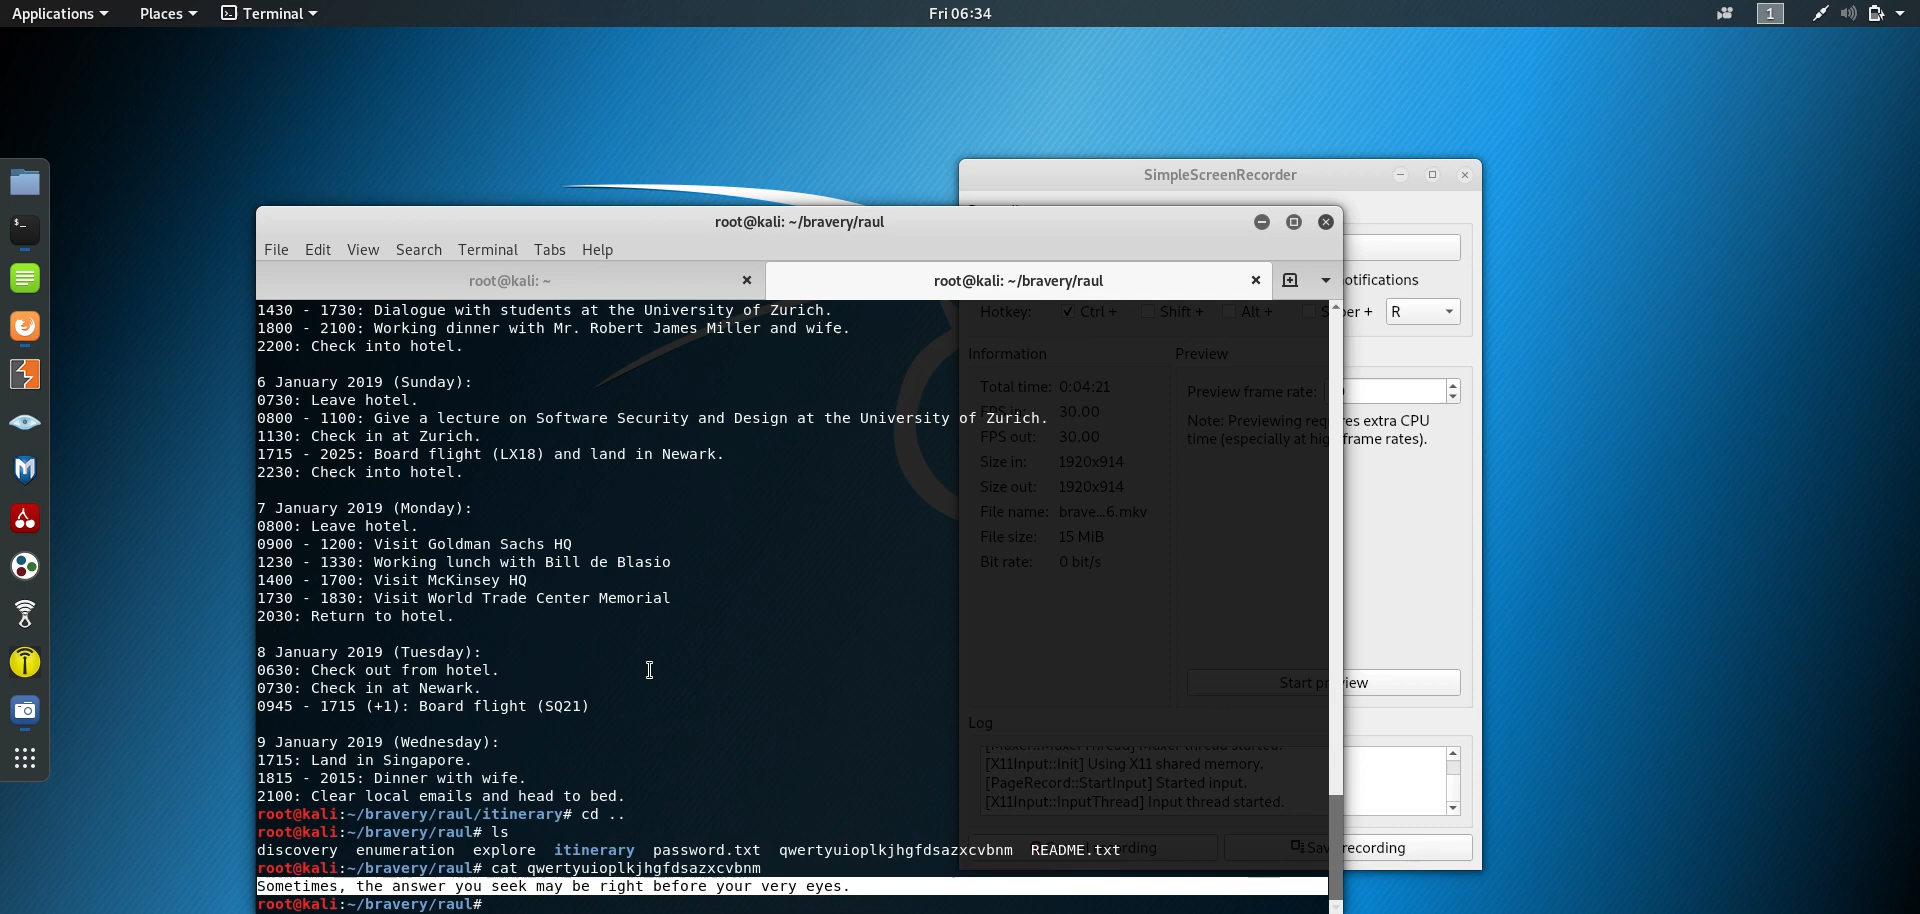 Applications Places Terminal Fri 06:34 1
SimpleScreenRecorder
root@kali: ~/bravery/raul
File Edit View Search Terminal Tabs Help
root@kali: ~ root@kali: ~/bravery/raul
Hotkey: Ctrl + Shift + Alt + R
Information Preview
Total time: 0:04:21
Preview frame rate:
FPS in: 30.00
Note: Previewing requires extra CPU
time (especially at high frame rates).
FPS out: 30.00
Size in: 1920x914
Size out: 1920x914
File name: brave...6.mkv
File size: 15 MiB
Bit rate: 0 bit/s
Start preview
Log
[X11Input::Init] Using X11 shared memory.
[PageRecord::StartInput] Started input.
[X11Input::InputThread] Input thread started.
Save recording
1430 - 1730: Dialogue with students at the University of Zurich.
1800 - 2100: Working dinner with Mr. Robert James Miller and wife.
2200: Check into hotel.
6 January 2019 (Sunday):
0730: Leave hotel.
0800 - 1100: Give a lecture on Software Security and Design at the University of Zurich.
1130: Check in at Zurich.
1715 - 2025: Board flight (LX18) and land in Newark.
2230: Check into hotel.
7 January 2019 (Monday):
0800: Leave hotel.
0900 - 1200: Visit Goldman Sachs HQ
1230 - 1330: Working lunch with Bill de Blasio
1400 - 1700: Visit McKinsey HQ
1730 - 1830: Visit World Trade Center Memorial
2030: Return to hotel.
8 January 2019 (Tuesday):
0630: Check out from hotel.
0730: Check in at Newark.
0945 - 1715 (+1): Board flight (SQ21)
9 January 2019 (Wednesday):
1715: Land in Singapore.
1815 - 2015: Dinner with wife.
2100: Clear local emails and head to bed.
root@kali:~/bravery/raul/itinerary# cd ..
root@kali:~/bravery/raul# ls
discovery enumeration explore itinerary password.txt qwertyuioplkjhgfdsazxcvbnm README.txt
root@kali:~/bravery/raul# cat qwertyuioplkjhgfdsazxcvbnm
Sometimes, the answer you seek may be right before your very eyes.
root@kali:~/bravery/raul#